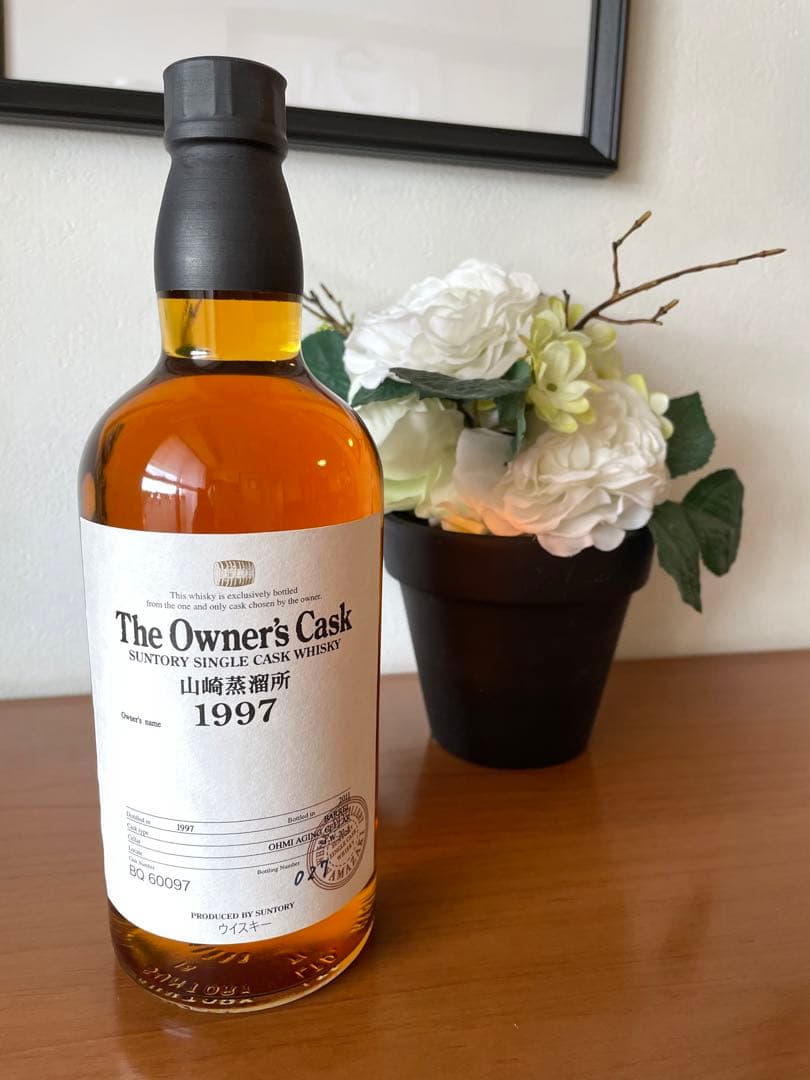 This whisky is exclusively bottled
from the one and only cask chosen by the owner.
The Owner's Cask
SUNTORY SINGLE CASK WHISKY
山崎蒸溜所
Owner's name 1997
Distilled in 1997 Bottled in 2011
Cask type BARREL
Cellar OHMI AGING CELLAR
Locate
Cask Number Bottling Number
BQ 60097 027
PRODUCED BY SUNTORY
ウイスキー